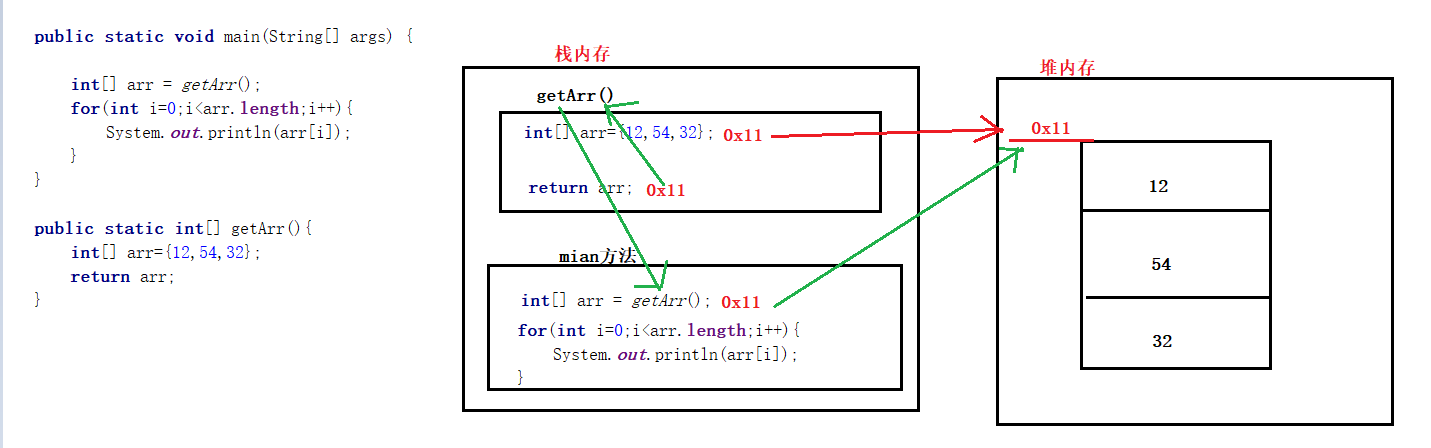 public static void main(String[] args) {
int[] arr = getArr();
for(int i=0;i<arr.length;i++){
System.out.println(arr[i]);
}
}
public static int[] getArr(){
int[] arr={12,54,32};
return arr;
}
栈内存
getArr()
int[] arr={12,54,32}; 0x11
return arr; 0x11
mian方法
int[] arr = getArr(); 0x11
for(int i=0;i<arr.length;i++){
System.out.println(arr[i]);
}
堆内存
0x11
12
54
32